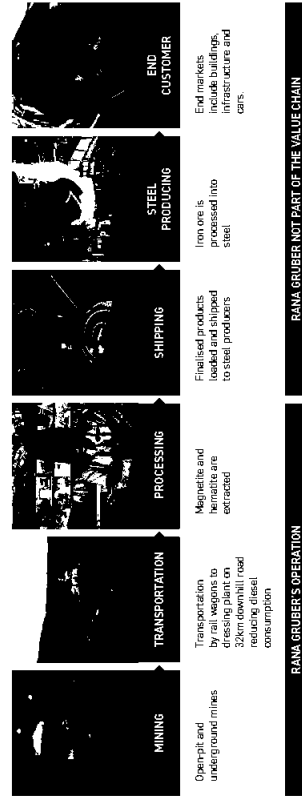 MINING
Open-pit and
underground mines
TRANSPORTATION
Transportation
by rail wagons to
dressing plant on
32km downhill road
reducing diesel
consumption
PROCESSING
Magnetite and
hematite are
extracted
SHIPPING
Finalised products
loaded and shipped
to steel producers
STEEL
PRODUCING
Iron ore is
processed into
steel
END
CUSTOMER
End markets
include buildings,
infrastructure and
cars.
RANA GRUBER'S OPERATION
RANA GRUBER NOT PART OF THE VALUE CHAIN